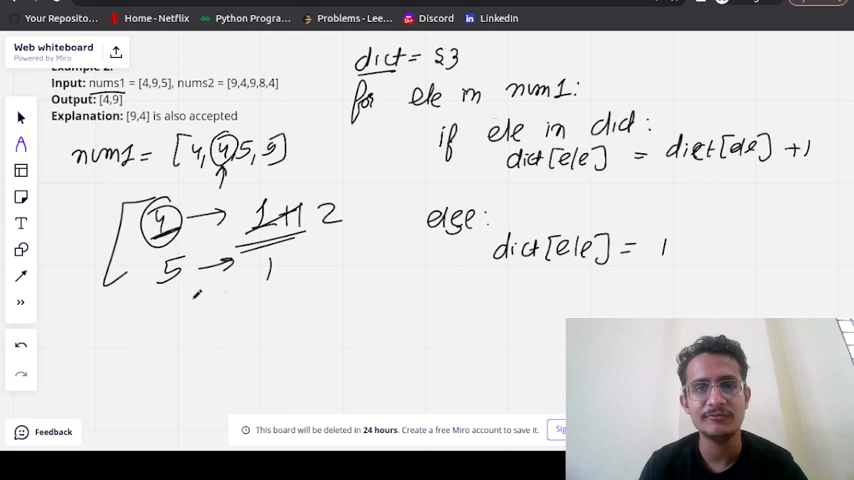 Your Reposito...
Home - Netflix
Python Progra...
Problems - Lee...
Discord
LinkedIn
Web whiteboard
Powered by Miro
Example 2:
Input: nums1 = [4,9,5], nums2 = [9,4,9,8,4]
Output: [4,9]
Explanation: [9,4] is also accepted
num1 = [4, 4, 5, 5]
4 → 1+1 2
5 → 1
dict = {}
for ele in num1:
if ele in dict:
dict[ele] = dict[ele] +1
else:
dict[ele] = 1
Feedback
This board will be deleted in 24 hours. Create a free Miro account to save it.
Sig